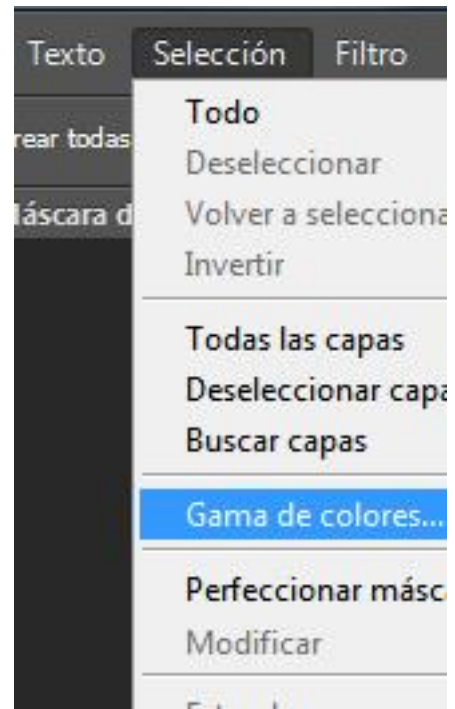 Texto Selección Filtro
Todo
rear todas
Deseleccionar
Volver a selecciona
láscara d
Invertir
Todas las capas
Deseleccionar capa
Buscar capas
Gama de colores...
Perfeccionar másc
Modificar